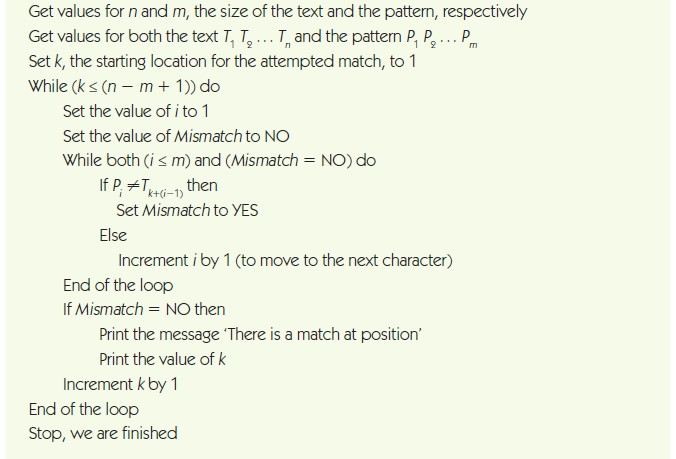 Get values for n and m, the size of the text and the pattern, respectively
Get values for both the text T₁ T₂ ... Tₙ and the pattern P₁ P₂ ... Pₘ
Set k, the starting location for the attempted match, to 1
While (k ≤ (n – m + 1)) do
Set the value of i to 1
Set the value of Mismatch to NO
While both (i ≤ m) and (Mismatch = NO) do
If Pᵢ ≠ Tₖ₊₍ᵢ₋₁₎ then
Set Mismatch to YES
Else
Increment i by 1 (to move to the next character)
End of the loop
If Mismatch = NO then
Print the message ‘There is a match at position’
Print the value of k
Increment k by 1
End of the loop
Stop, we are finished